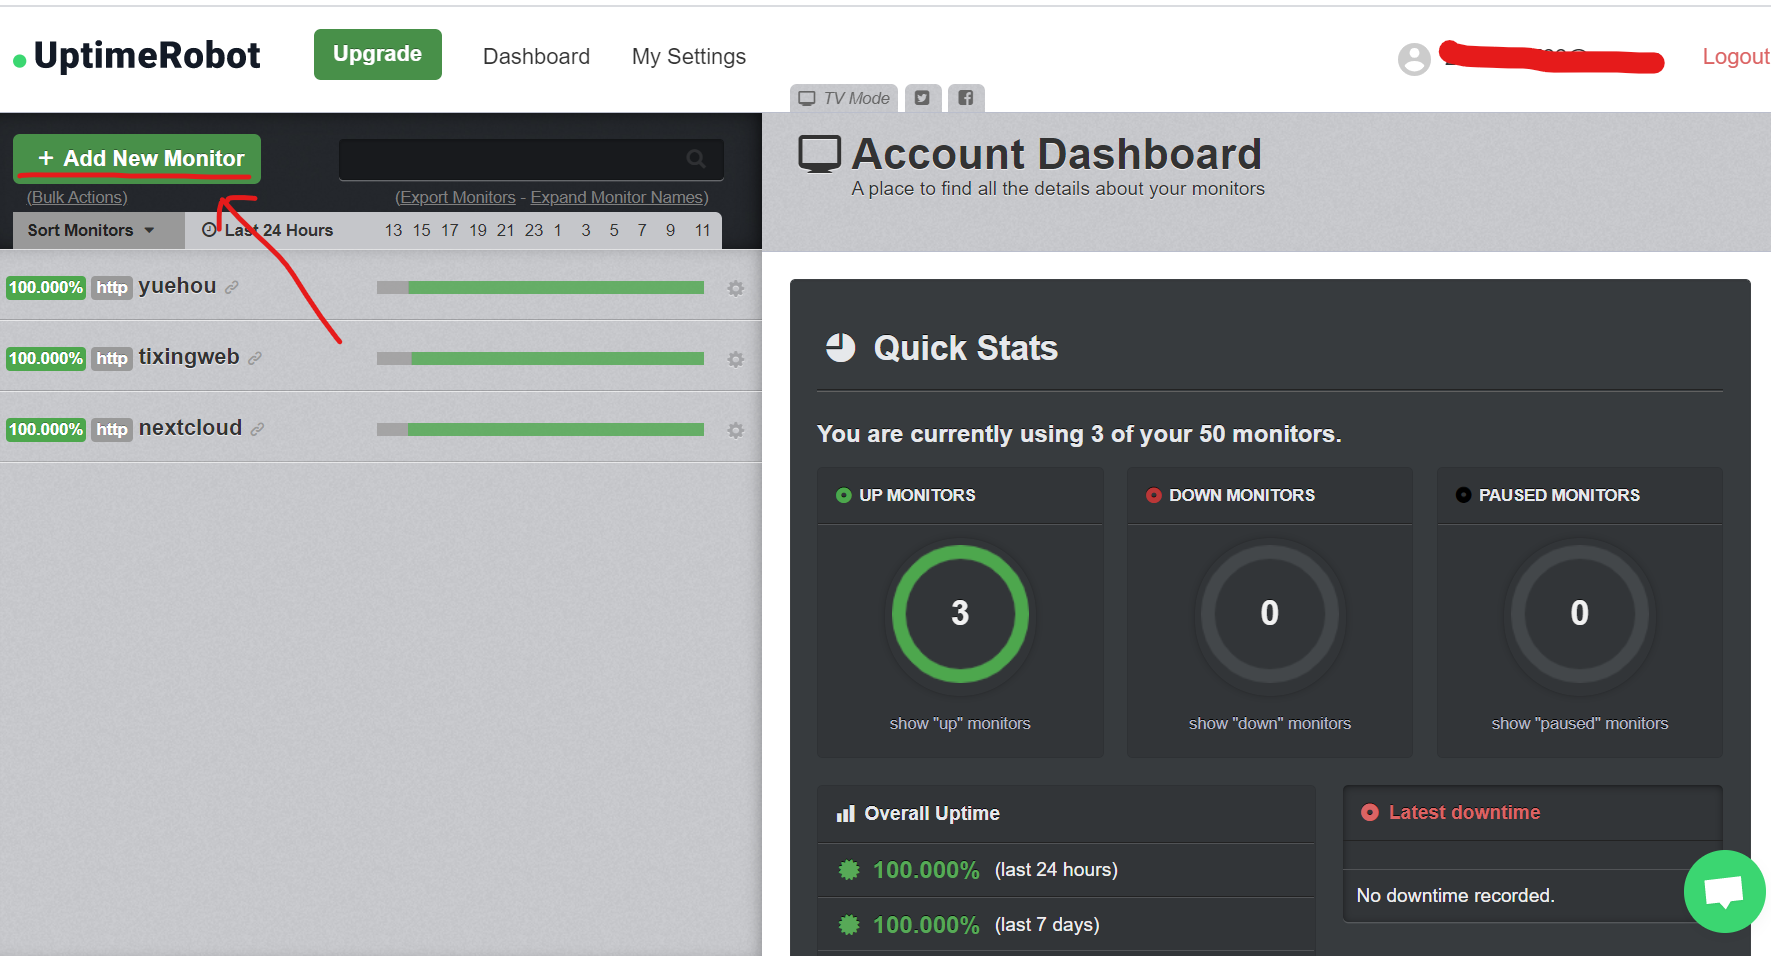 UptimeRobot
Upgrade
Dashboard
My Settings
Logout
TV Mode
+ Add New Monitor
(Bulk Actions)
(Export Monitors - Expand Monitor Names)
Sort Monitors
Last 24 Hours
13 15 17 19 21 23 1 3 5 7 9 11
100.000% http yuehou
100.000% http tixingweb
100.000% http nextcloud
Account Dashboard
A place to find all the details about your monitors
Quick Stats
You are currently using 3 of your 50 monitors.
UP MONITORS
3
show "up" monitors
DOWN MONITORS
0
show "down" monitors
PAUSED MONITORS
0
show "paused" monitors
Overall Uptime
100.000% (last 24 hours)
100.000% (last 7 days)
Latest downtime
No downtime recorded.